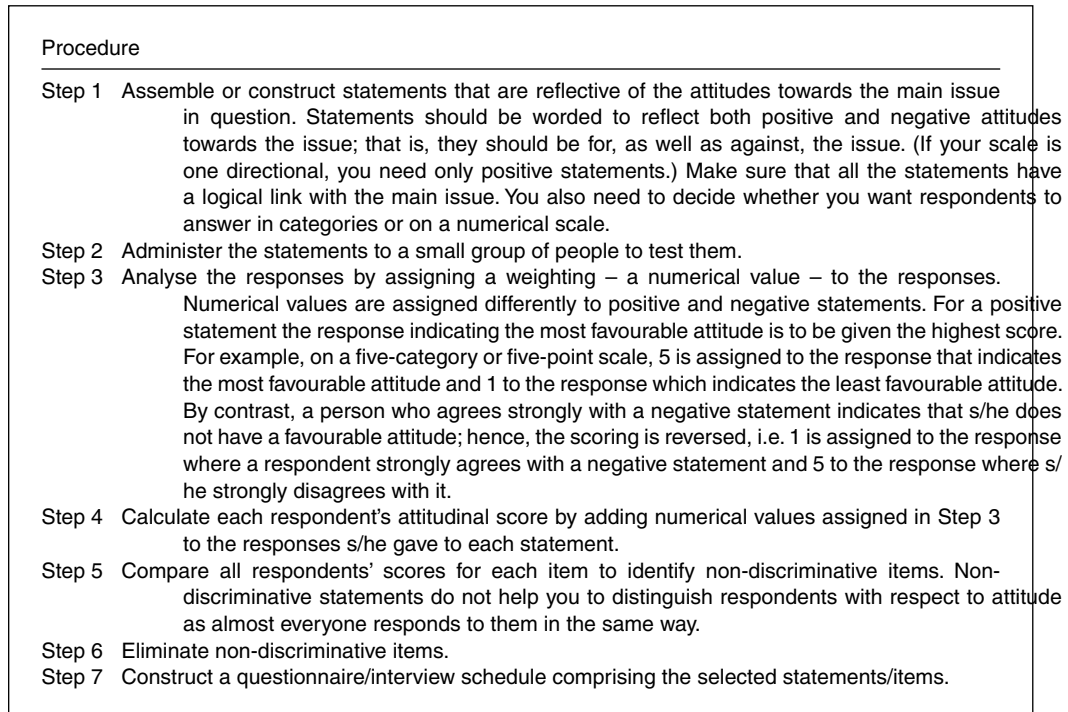 Procedure
Step 1 Assemble or construct statements that are reflective of the attitudes towards the main issue
in question. Statements should be worded to reflect both positive and negative attitudes
towards the issue; that is, they should be for, as well as against, the issue. (If your scale is
one directional, you need only positive statements.) Make sure that all the statements have
a logical link with the main issue. You also need to decide whether you want respondents to
answer in categories or on a numerical scale.
Step 2 Administer the statements to a small group of people to test them.
Step 3 Analyse the responses by assigning a weighting – a numerical value – to the responses.
Numerical values are assigned differently to positive and negative statements. For a positive
statement the response indicating the most favourable attitude is to be given the highest score.
For example, on a five-category or five-point scale, 5 is assigned to the response that indicates
the most favourable attitude and 1 to the response which indicates the least favourable attitude.
By contrast, a person who agrees strongly with a negative statement indicates that s/he does
not have a favourable attitude; hence, the scoring is reversed, i.e. 1 is assigned to the response
where a respondent strongly agrees with a negative statement and 5 to the response where s/
he strongly disagrees with it.
Step 4 Calculate each respondent's attitudinal score by adding numerical values assigned in Step 3
to the responses s/he gave to each statement.
Step 5 Compare all respondents' scores for each item to identify non-discriminative items. Non-
discriminative statements do not help you to distinguish respondents with respect to attitude
as almost everyone responds to them in the same way.
Step 6 Eliminate non-discriminative items.
Step 7 Construct a questionnaire/interview schedule comprising the selected statements/items.